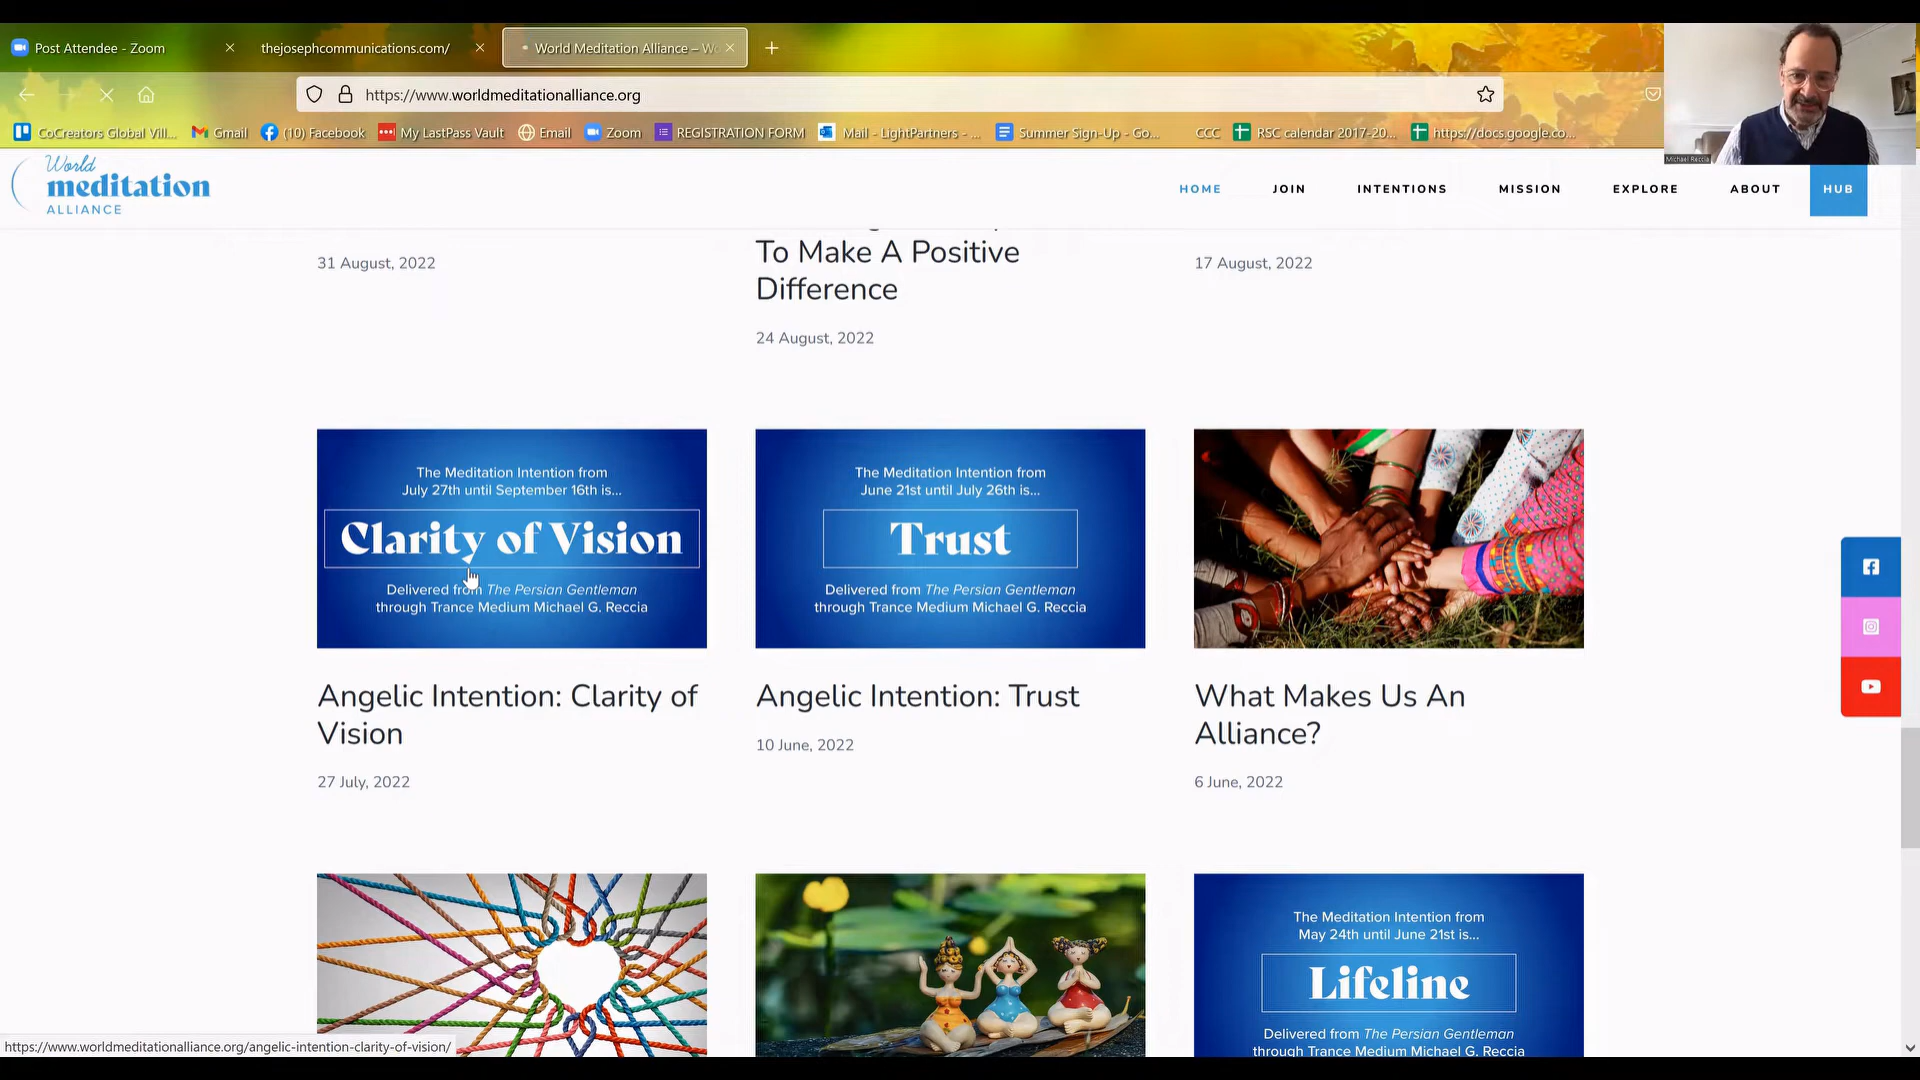 Post Attendee - Zoom
thejosephcommunications.com/
World Meditation Alliance – Wo
https://www.worldmeditationalliance.org
CoCreators Global Vill...
Gmail
(10) Facebook
My LastPass Vault
Email
Zoom
REGISTRATION FORM
Mail - LightPartners - ...
Summer Sign-Up - Go...
CCC
RSC calendar 2017-20...
https://docs.google.co...
Michael Reccia
World
meditation
ALLIANCE
HOME
JOIN
INTENTIONS
MISSION
EXPLORE
ABOUT
HUB
31 August, 2022
To Make A Positive
Difference
24 August, 2022
17 August, 2022
The Meditation Intention from
July 27th until September 16th is...
Clarity of Vision
Delivered from The Persian Gentleman
through Trance Medium Michael G. Reccia
Angelic Intention: Clarity of
Vision
27 July, 2022
The Meditation Intention from
June 21st until July 26th is...
Trust
Delivered from The Persian Gentleman
through Trance Medium Michael G. Reccia
Angelic Intention: Trust
10 June, 2022
What Makes Us An
Alliance?
6 June, 2022
The Meditation Intention from
May 24th until June 21st is...
Lifeline
Delivered from The Persian Gentleman
through Trance Medium Michael G. Reccia
https://www.worldmeditationalliance.org/angelic-intention-clarity-of-vision/